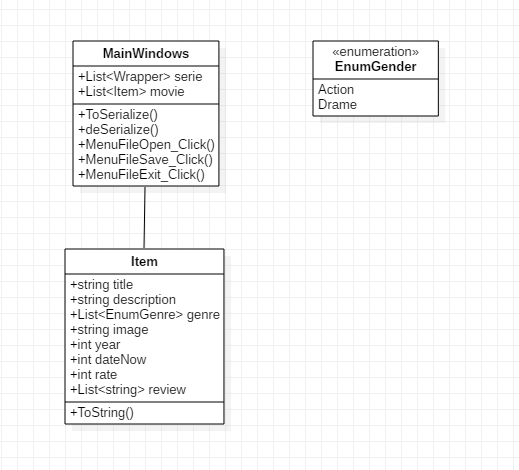 MainWindows
+List<Wrapper> serie
+List<Item> movie
+ToSerialize()
+deSerialize()
+MenuFileOpen_Click()
+MenuFileSave_Click()
+MenuFileExit_Click()
«enumeration»
EnumGender
Action
Drame
Item
+string title
+string description
+List<EnumGenre> genre
+string image
+int year
+int dateNow
+int rate
+List<string> review
+ToString()